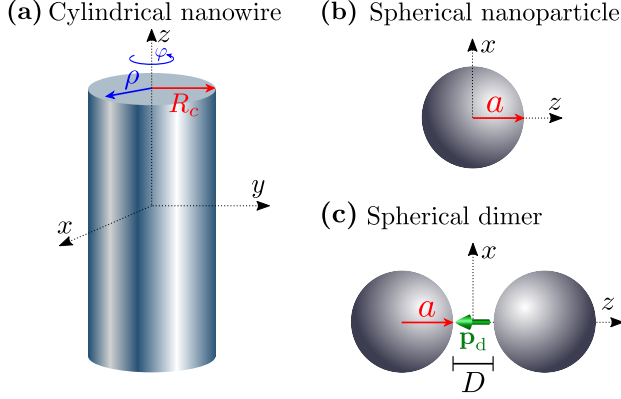 (a) Cylindrical nanowire
z
φ
ρ
R_c
y
x
(b) Spherical nanoparticle
x
a
z
(c) Spherical dimer
x
a
z
p_d
D